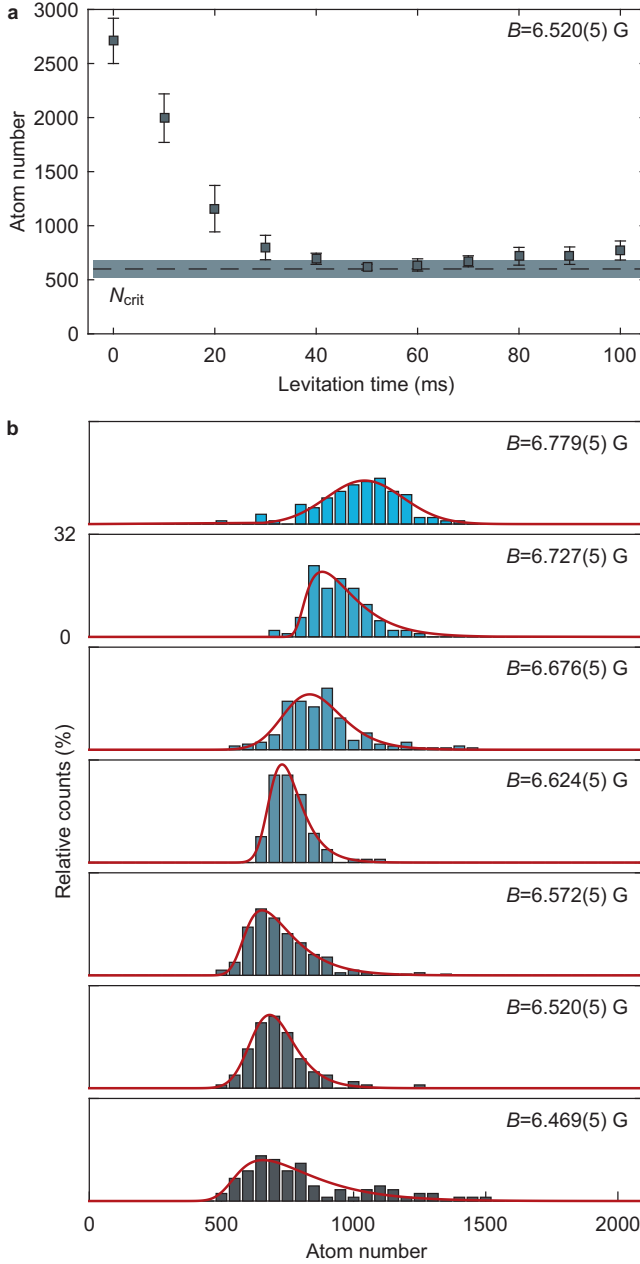 a
3000
2500
2000
1500
1000
500
0
Atom number
B=6.520(5) G
Ncrit
0 20 40 60 80 100
Levitation time (ms)
b
B=6.779(5) G
32
B=6.727(5) G
0
B=6.676(5) G
Relative counts (%)
B=6.624(5) G
B=6.572(5) G
B=6.520(5) G
B=6.469(5) G
0 500 1000 1500 2000
Atom number